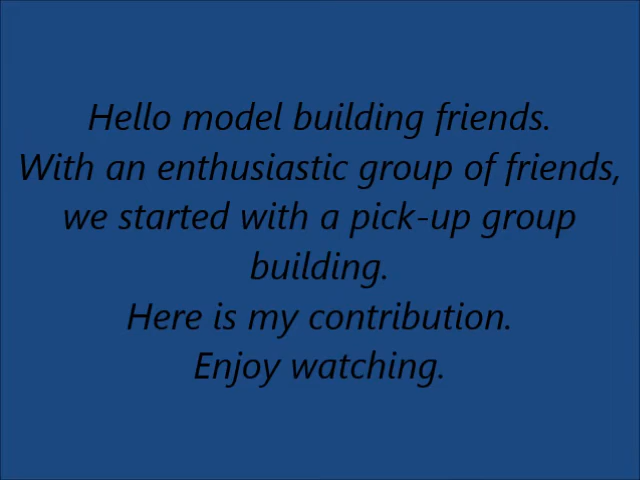 Hello model building friends.
With an enthusiastic group of friends,
we started with a pick-up group
building.
Here is my contribution.
Enjoy watching.